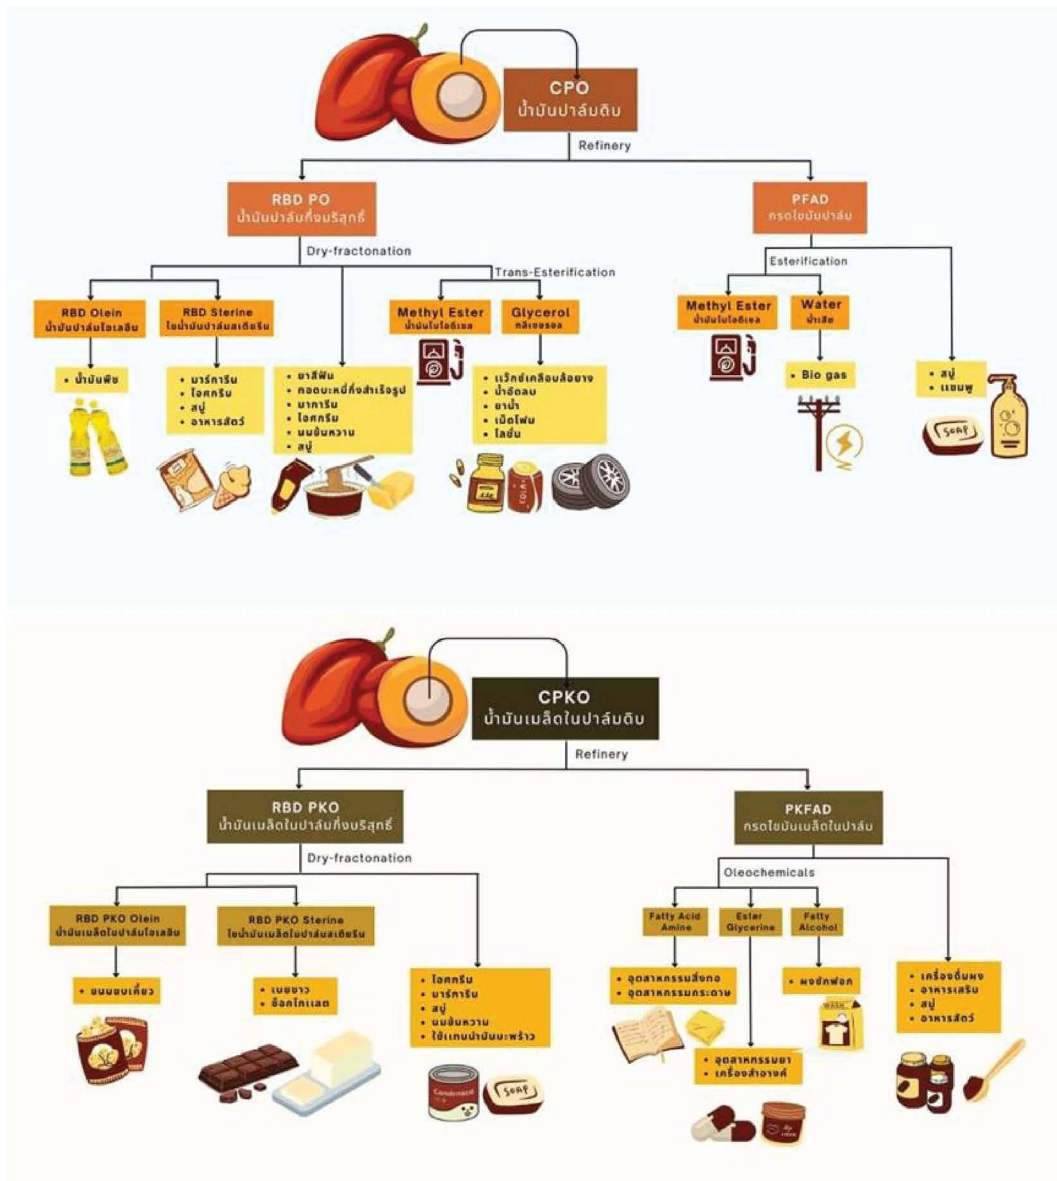 CPO
น้ำมันปาล์มดิบ
Refinery
RBD PO
น้ำมันปาล์มกึ่งบริสุทธิ์
PFAD
กรดไขมันปาล์ม
Dry-fractonation
Trans-Esterification
Esterification
RBD Olein
น้ำมันปาล์มโอเลอีน
RBD Sterine
ไขน้ำมันปาล์มสเตียรีน
Methyl Ester
น้ำมันไบโอดีเซล
Glycerol
กลีเซอรอล
Methyl Ester
น้ำมันไบโอดีเซล
Water
น้ำเสีย
• น้ำมันพืช
• มาร์การีน
• ไอศกรีม
• สบู่
• อาหารสัตว์
• ยาสีฟัน
• ทอดบะหมี่กึ่งสำเร็จรูป
• มาการีม
• ไอศกรีม
• นมข้นหวาน
• สบู่
• แว๊กซ์เคลือบล้อยาง
• น้ำอัดลม
• ยาน้ำ
• เม็ดโฟม
• โลชั่น
• Bio gas
• สบู่
• แชมพู
SOAP
CPKO
น้ำมันเมล็ดในปาล์มดิบ
Refinery
RBD PKO
น้ำมันเมล็ดในปาล์มกึ่งบริสุทธิ์
PKFAD
กรดไขมันเมล็ดในปาล์ม
Dry-fractonation
Oleochemicals
RBD PKO Olein
น้ำมันเมล็ดในปาล์มโอเลอีน
RBD PKO Sterine
ไขน้ำมันเมล็ดในปาล์มสเตียรีน
Fatty Acid
Amine
Ester
Glycerine
Fatty
Alcohol
• ขนมขบเคี้ยว
• เนยขาว
• ช็อกโกแลต
• ไอศกรีม
• มาร์การีม
• สบู่
• นมข้นหวาน
• ใช้แทนน้ำมันมะพร้าว
• อุตสาหกรรมสิ่งทอ
• อุตสาหกรรมกระดาษ
• ผงซักฟอก
• เครื่องดื่มผง
• อาหารเสริม
• สบู่
• อาหารสัตว์
• อุตสาหกรรมยา
• เครื่องสำอางค์
WASH
SOAP